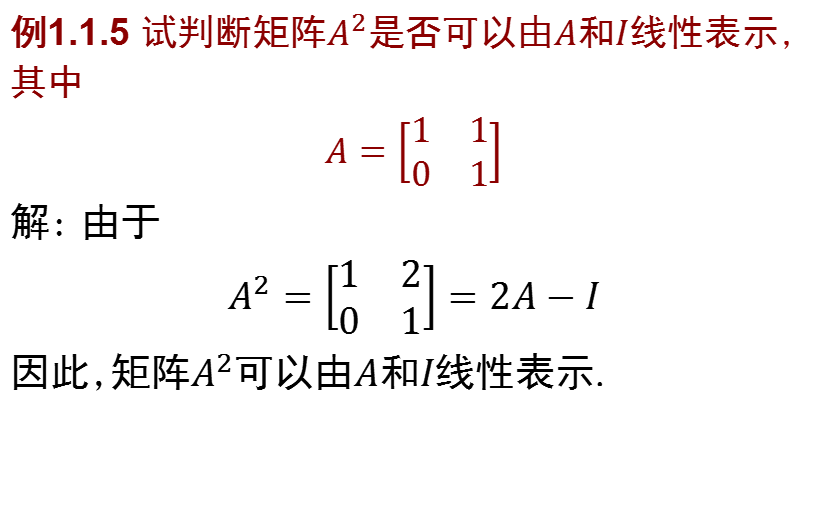 例1.1.5 试判断矩阵A²是否可以由A和I线性表示,
其中
A = [1 1
0 1]
解：由于
A² = [1 2
0 1] = 2A − I
因此,矩阵A²可以由A和I线性表示.